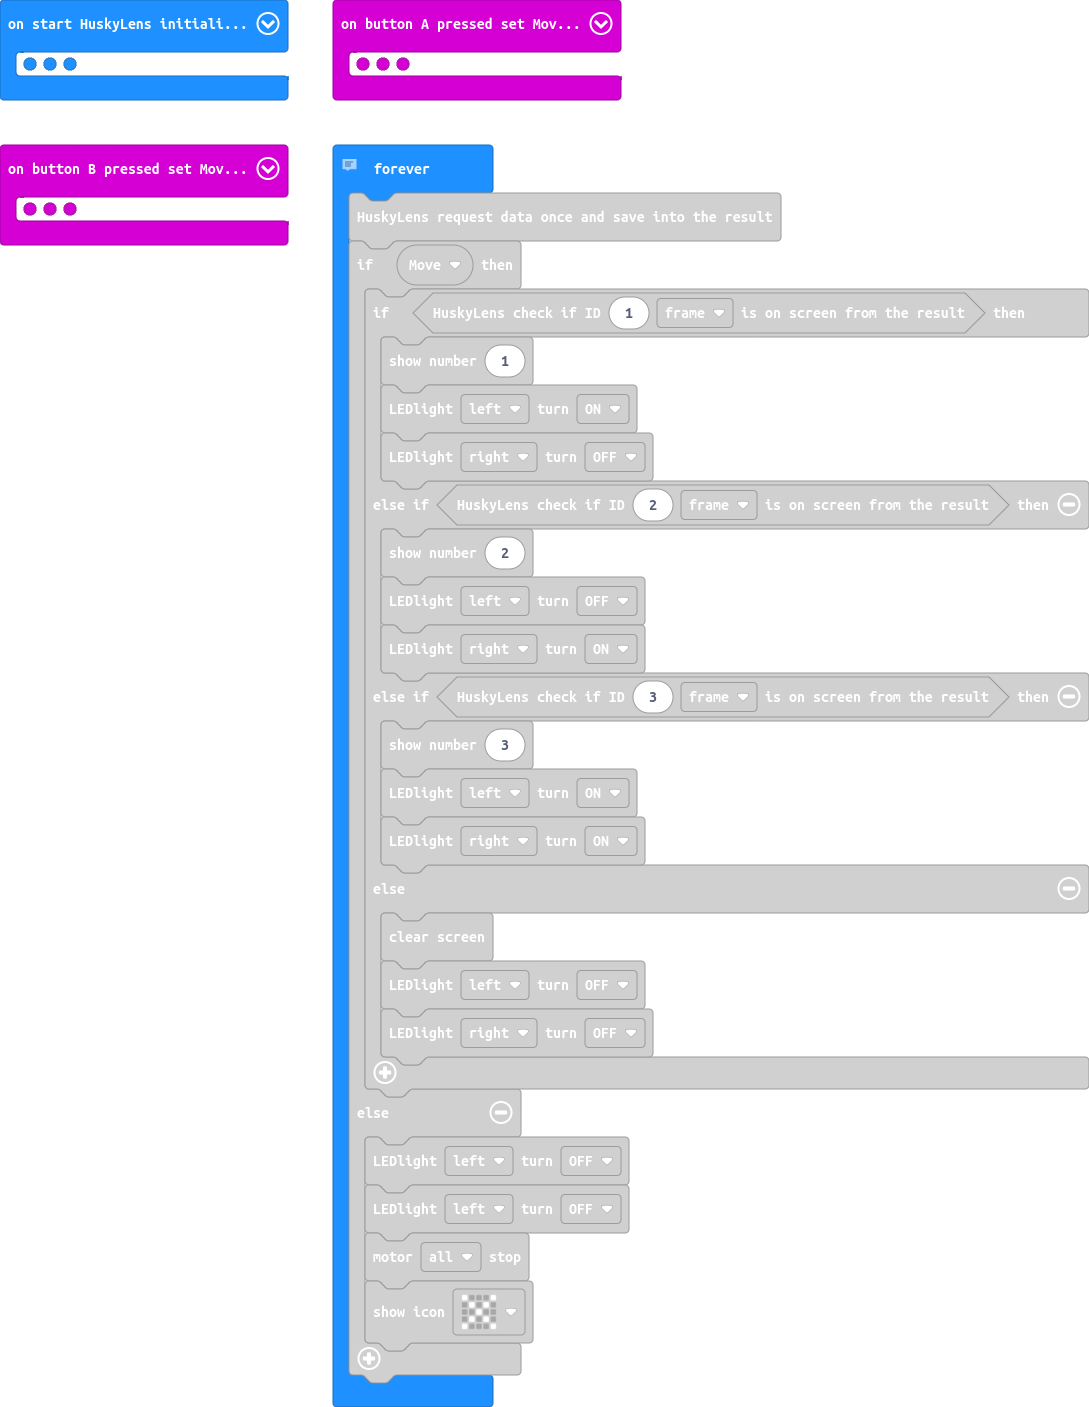 on start HuskyLens initiali...
on button A pressed set Mov...
on button B pressed set Mov...
forever
HuskyLens request data once and save into the result
if Move then
if HuskyLens check if ID 1 frame is on screen from the result then
show number 1
LEDlight left turn ON
LEDlight right turn OFF
else if HuskyLens check if ID 2 frame is on screen from the result then
show number 2
LEDlight left turn OFF
LEDlight right turn ON
else if HuskyLens check if ID 3 frame is on screen from the result then
show number 3
LEDlight left turn ON
LEDlight right turn ON
else
clear screen
LEDlight left turn OFF
LEDlight right turn OFF
else
LEDlight left turn OFF
LEDlight left turn OFF
motor all stop
show icon